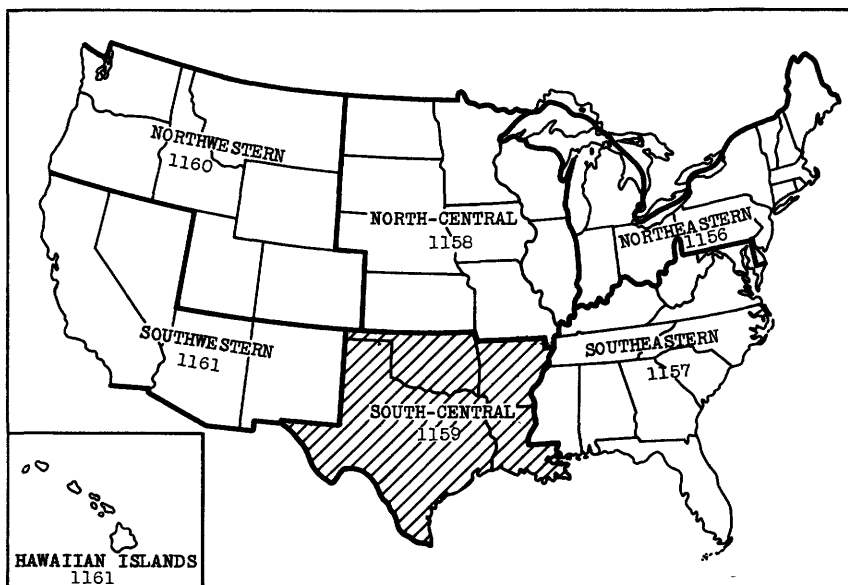 NORTHWESTERN
1160
NORTH-CENTRAL
1158
NORTHEASTERN
1156
SOUTHWESTERN
1161
SOUTHEASTERN
1157
SOUTH-CENTRAL
1159
HAWAIIAN ISLANDS
1161